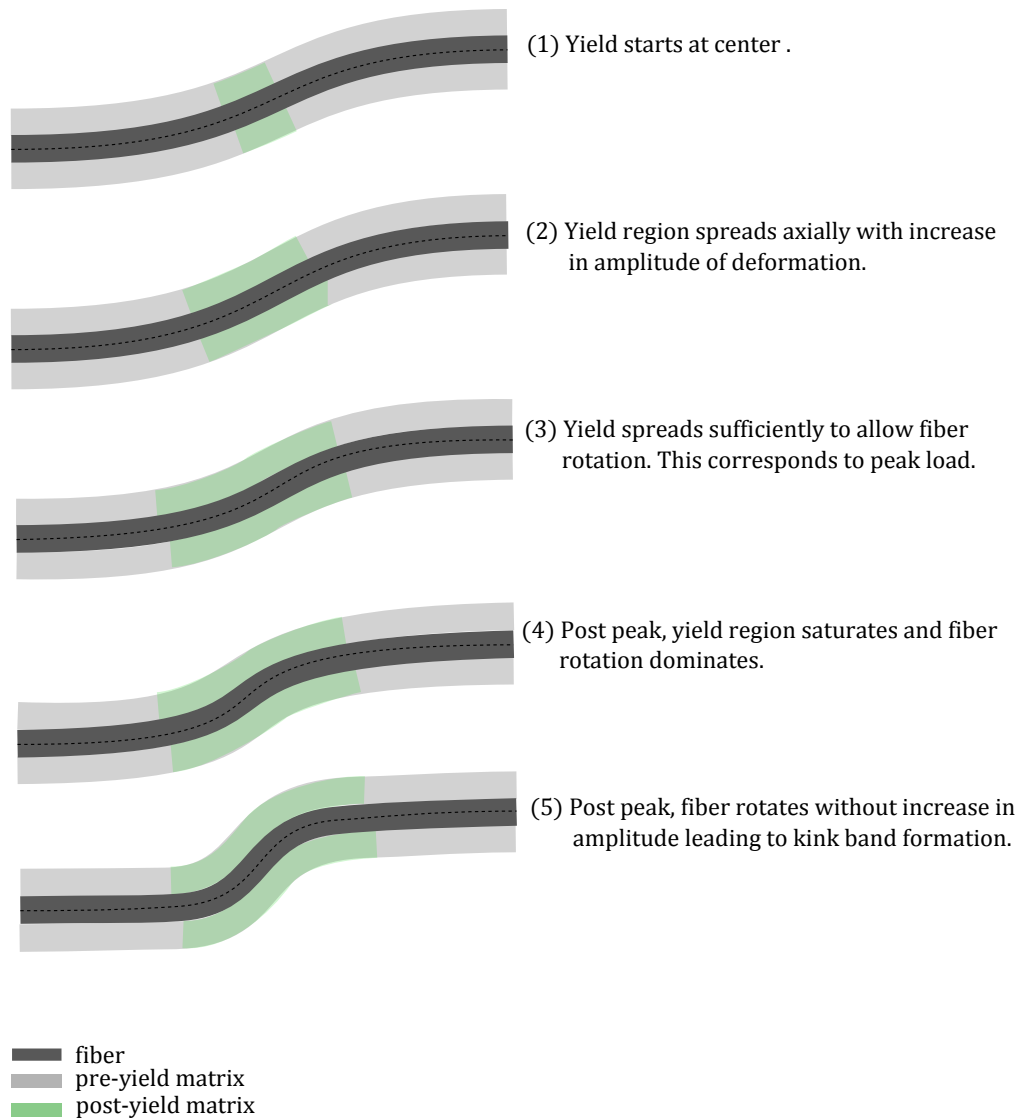 (1) Yield starts at center .
(2) Yield region spreads axially with increase
in amplitude of deformation.
(3) Yield spreads sufficiently to allow fiber
rotation. This corresponds to peak load.
(4) Post peak, yield region saturates and fiber
rotation dominates.
(5) Post peak, fiber rotates without increase in
amplitude leading to kink band formation.
fiber
pre-yield matrix
post-yield matrix